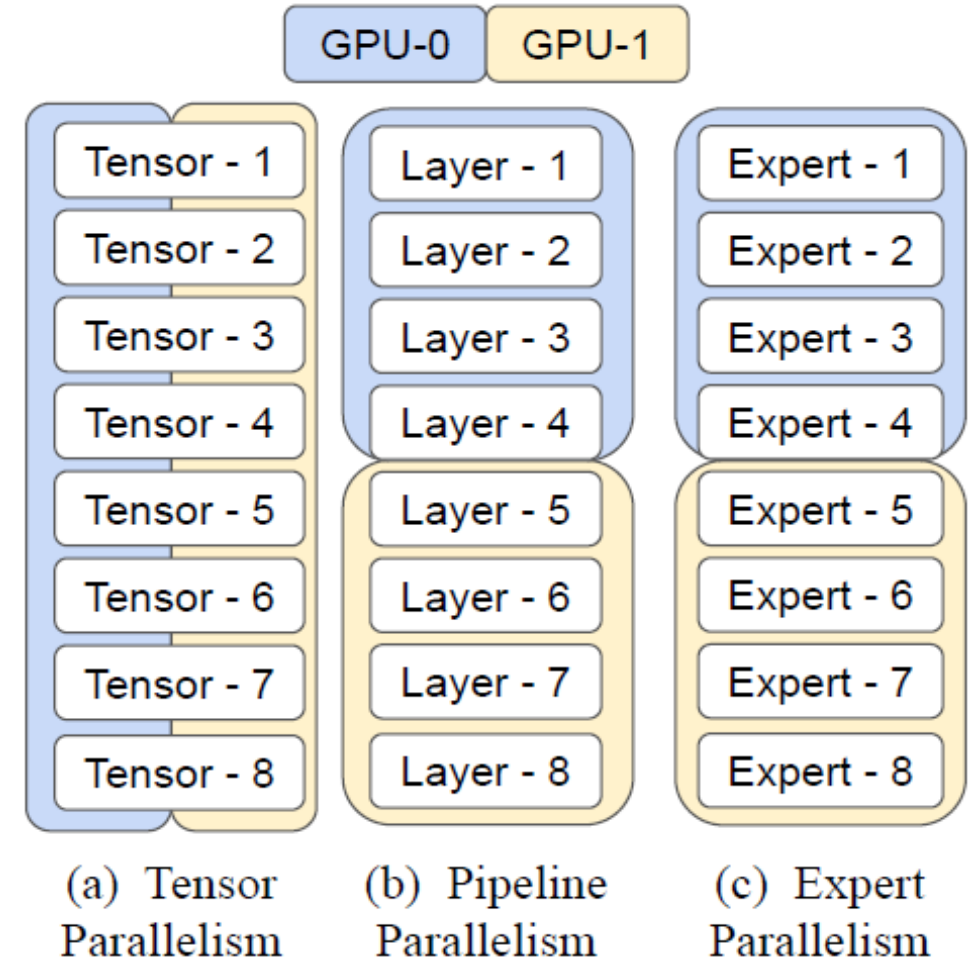 GPU-0 GPU-1
Tensor - 1
Tensor - 2
Tensor - 3
Tensor - 4
Tensor - 5
Tensor - 6
Tensor - 7
Tensor - 8
(a) Tensor
Parallelism
Layer - 1
Layer - 2
Layer - 3
Layer - 4
Layer - 5
Layer - 6
Layer - 7
Layer - 8
(b) Pipeline
Parallelism
Expert - 1
Expert - 2
Expert - 3
Expert - 4
Expert - 5
Expert - 6
Expert - 7
Expert - 8
(c) Expert
Parallelism